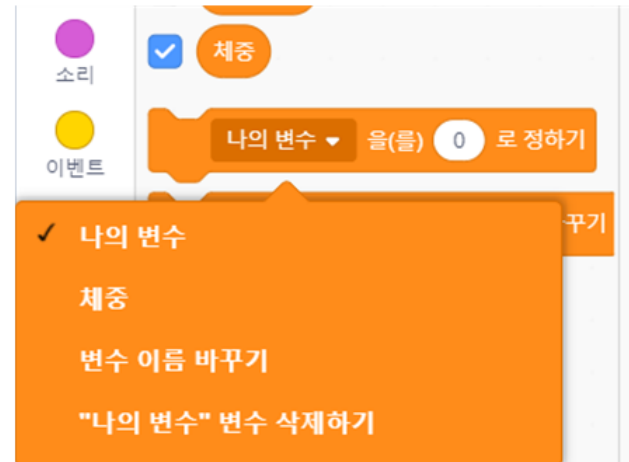 소리
체중
이벤트
나의 변수 을(를) 0 로 정하기
꾸기
나의 변수
체중
변수 이름 바꾸기
"나의 변수" 변수 삭제하기